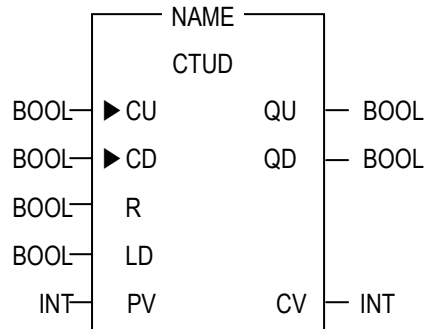 NAME
CTUD
BOOL CU QU BOOL
BOOL CD QD BOOL
BOOL R
BOOL LD
INT PV CV INT